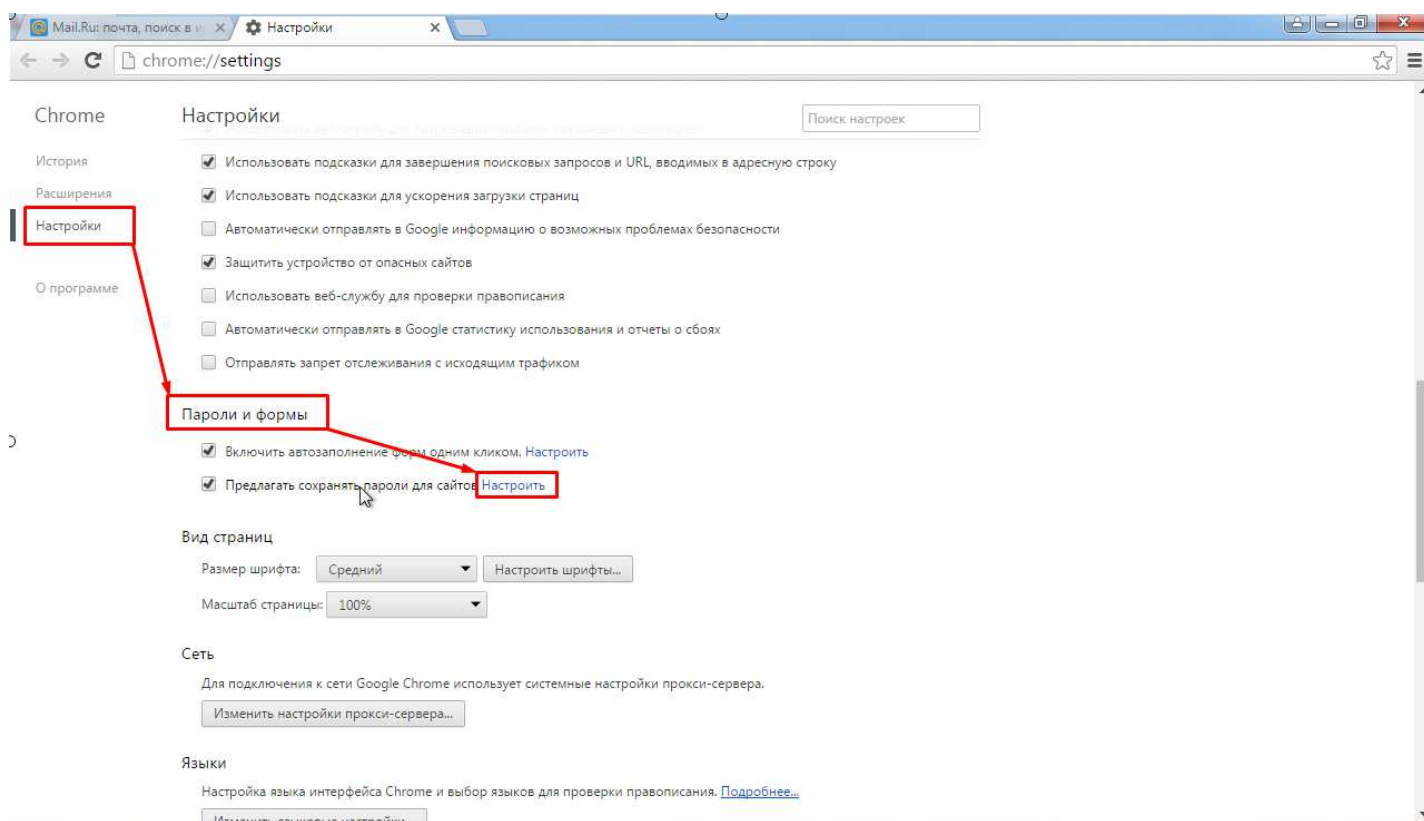 Mail.Ru: почта, поиск в и
Настройки
chrome://settings
Chrome
Настройки
Поиск настроек
История
Расширения
Настройки
О программе
Использовать подсказки для завершения поисковых запросов и URL, вводимых в адресную строку
Использовать подсказки для ускорения загрузки страниц
Автоматически отправлять в Google информацию о возможных проблемах безопасности
Защитить устройство от опасных сайтов
Использовать веб-службу для проверки правописания
Автоматически отправлять в Google статистику использования и отчеты о сбоях
Отправлять запрет отслеживания с исходящим трафиком
Пароли и формы
Включить автозаполнение форм одним кликом. Настроить
Предлагать сохранять пароли для сайтов Настроить
Вид страниц
Размер шрифта: Средний Настроить шрифты...
Масштаб страницы: 100%
Сеть
Для подключения к сети Google Chrome использует системные настройки прокси-сервера.
Изменить настройки прокси-сервера...
Языки
Настройка языка интерфейса Chrome и выбор языков для проверки правописания. Подробнее...
Изменить языковые настройки...